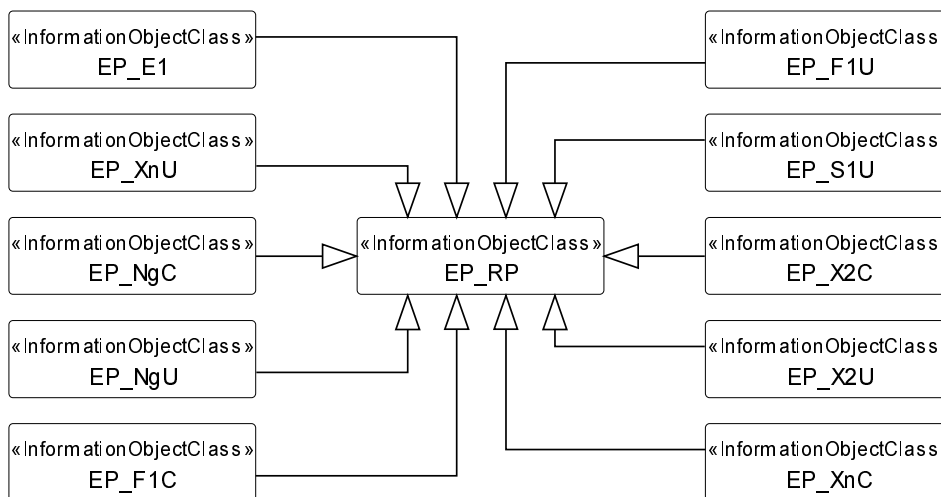 «InformationObjectClass»
EP_E1
«InformationObjectClass»
EP_XnU
«InformationObjectClass»
EP_NgC
«InformationObjectClass»
EP_NgU
«InformationObjectClass»
EP_F1C
«InformationObjectClass»
EP_RP
«InformationObjectClass
EP_F1U
«InformationObjectClass
EP_S1U
«InformationObjectClass
EP_X2C
«InformationObjectClass
EP_X2U
«InformationObjectClass
EP_XnC